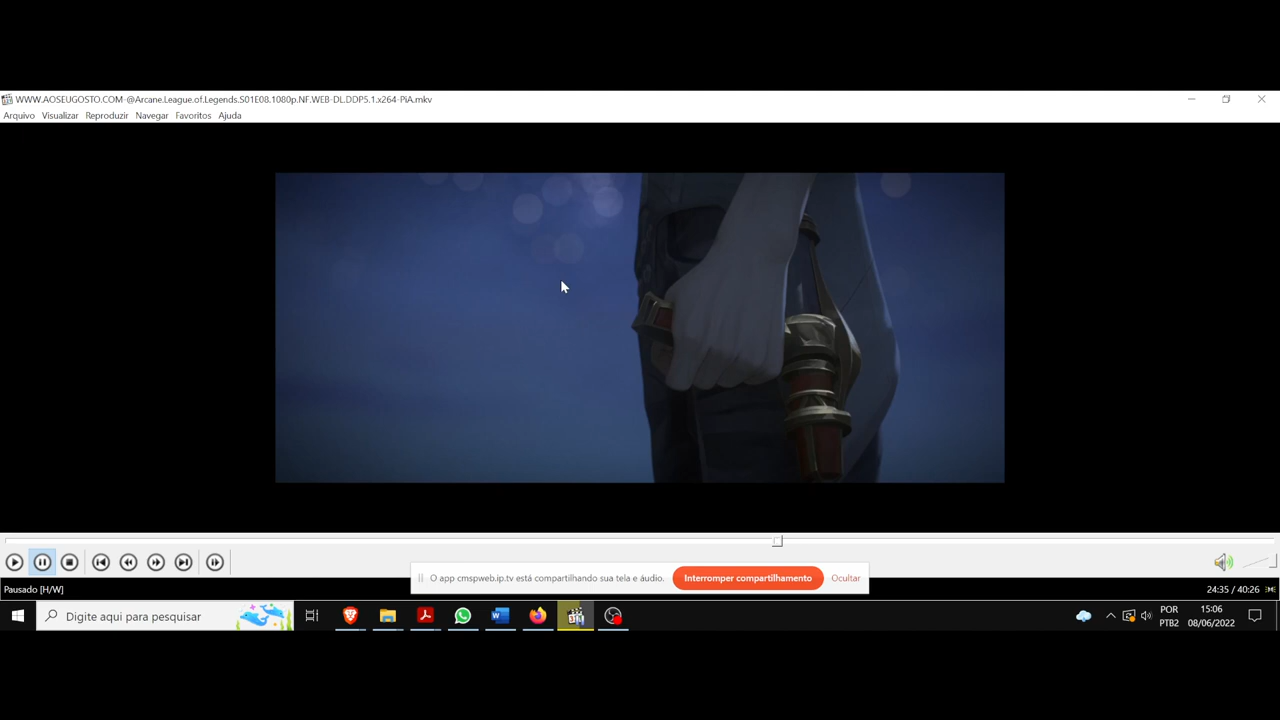 WWW.AOSEUGOSTO.COM-@Arcane.League.of.Legends.S01E08.1080p.NF.WEB-DL.DDP5.1.x264-PiA.mkv
Arquivo Visualizar Reproduzir Navegar Favoritos Ajuda
O app cmspweb.ip.tv está compartilhando sua tela e áudio. Interromper compartilhamento Ocultar
Pausado [H/W] 24:35 / 40:26
Digite aqui para pesquisar
POR 15:06
PTB2 08/06/2022